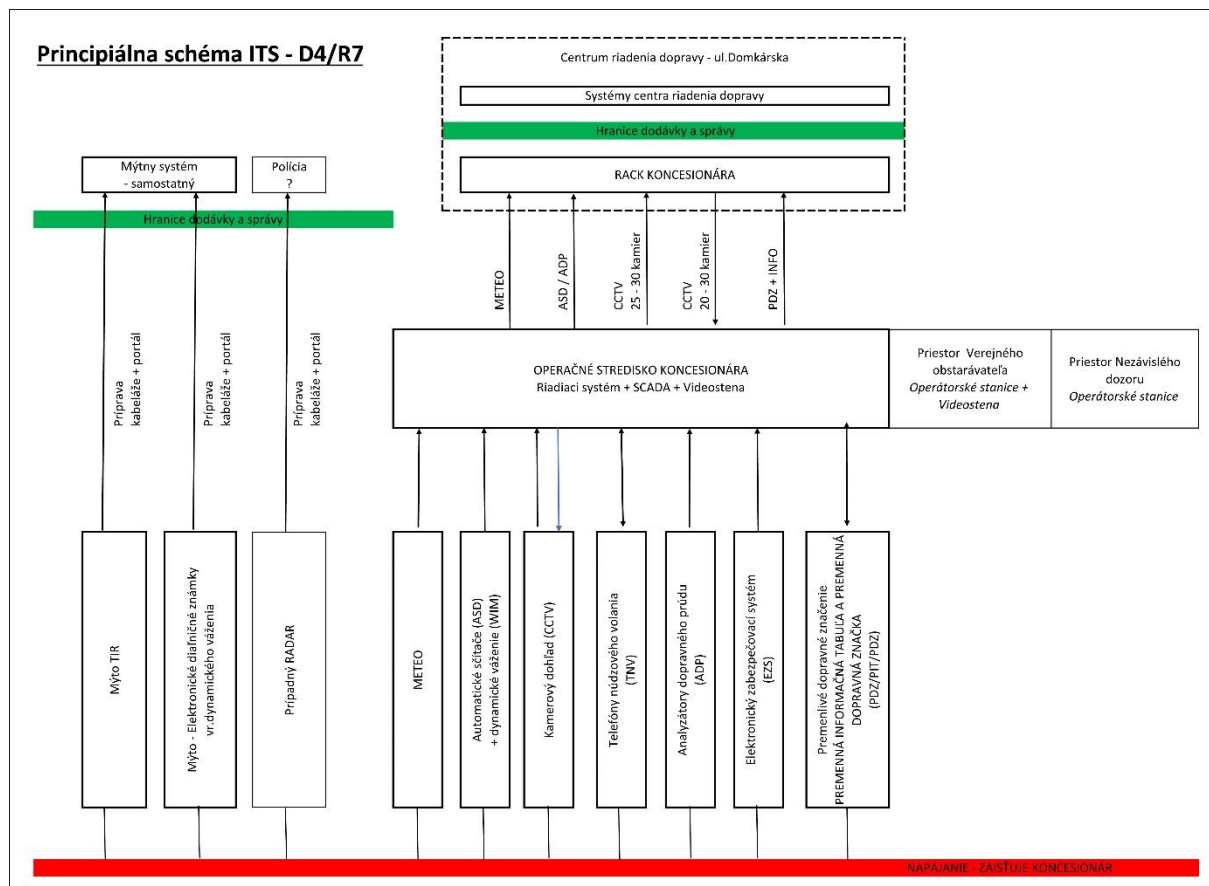 Principiálna schéma ITS - D4/R7
Centrum riadenia dopravy - ul.Domkárska
Systémy centra riadenia dopravy
Hranice dodávky a správy
RACK KONCESIONÁRA
Mýtny systém
- samostatný
Polícia
?
Hranice dodávky a správy
METEO
ASD / ADP
CCTV
25 - 30 kamier
CCTV
20 - 30 kamier
PDZ + INFO
Príprava
kabeláže + portál
Príprava
kabeláže + portál
Príprava
kabeláže + portál
OPERAČNÉ STREDISKO KONCESIONÁRA
Riadiaci systém + SCADA + Videostena
Priestor Verejného
obstarávateľa
Operátorské stanice +
Videostena
Priestor Nezávislého
dozoru
Operátorské stanice
Mýto TIR
Mýto - Elektronické diaľničné známky
vr.dynamického váženia
Prípadný RADAR
METEO
Automatické sčítače (ASD)
+ dynamické váženie (WIM)
Kamerový dohľad (CCTV)
Telefóny núdzového volania
(TNV)
Analyzátory dopravného prúdu
(ADP)
Elektronický zabezpečovací systém
(EZS)
Premenlivé dopravné značenie
PREMENNÁ INFORMAČNÁ TABUĽA A PREMENNÁ
DOPRAVNÁ ZNAČKA
(PDZ/PIT/PDZ)
NAPÁJANIE - ZAISŤUJE KONCESIONÁR